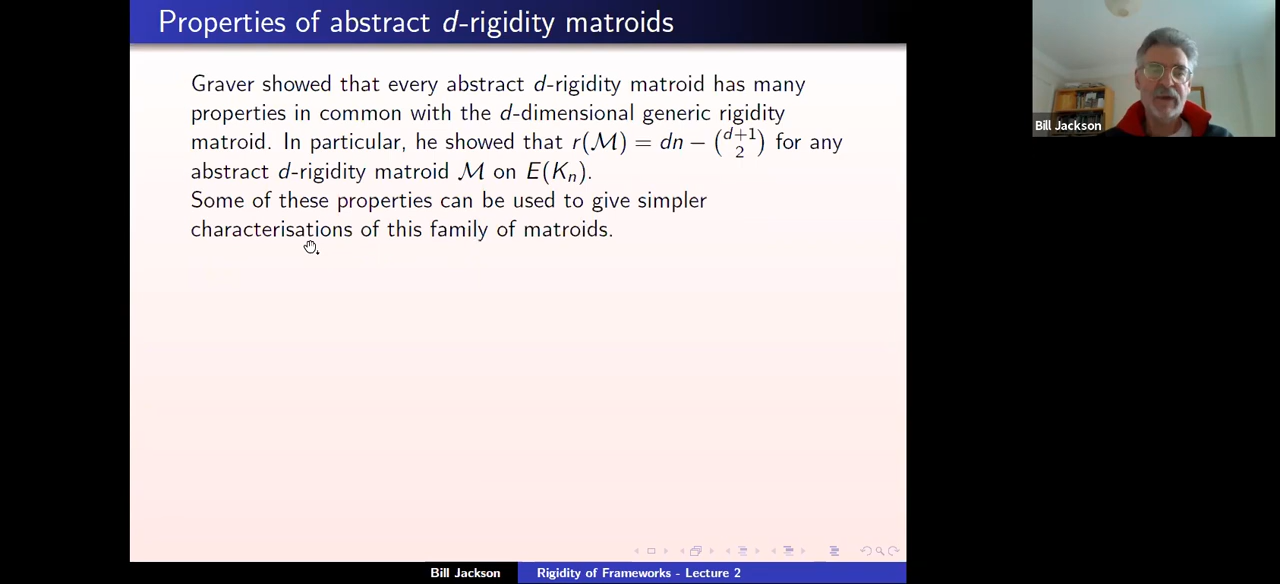 Properties of abstract d-rigidity matroids
Graver showed that every abstract d-rigidity matroid has many
properties in common with the d-dimensional generic rigidity
matroid. In particular, he showed that r(ℳ) = dn − (d+1 2) for any
abstract d-rigidity matroid ℳ on E(Kₙ).
Some of these properties can be used to give simpler
characterisations of this family of matroids.
Bill Jackson
Bill Jackson
Rigidity of Frameworks - Lecture 2